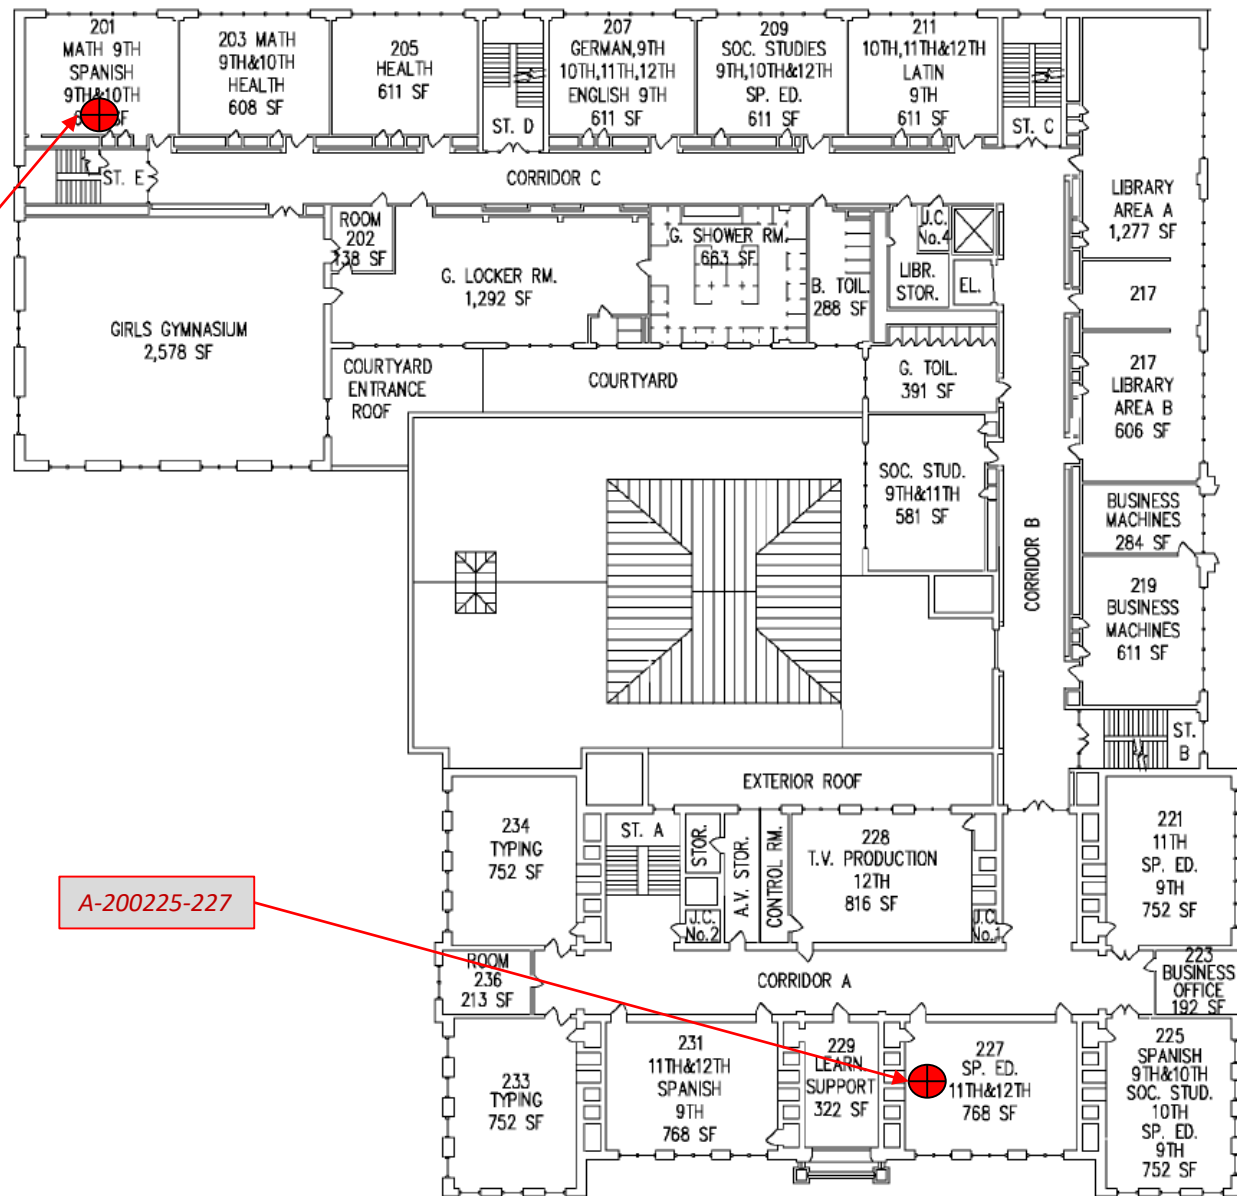 201
MATH 9TH
SPANISH
9TH&10TH
SF
203 MATH
9TH&10TH
HEALTH
608 SF
205
HEALTH
611 SF
ST. D
207
GERMAN,9TH
10TH,11TH,12TH
ENGLISH 9TH
611 SF
209
SOC. STUDIES
9TH,10TH&12TH
SP. ED.
611 SF
211
10TH,11TH&12TH
LATIN
9TH
611 SF
ST. C
ST. E
CORRIDOR C
LIBRARY
AREA A
1,277 SF
ROOM
202
138 SF
G. LOCKER RM.
1,292 SF
G. SHOWER RM.
663 SF
B. TOIL.
288 SF
J.C.
No.4
LIBR.
STOR.
EL.
217
GIRLS GYMNASIUM
2,578 SF
COURTYARD
ENTRANCE
ROOF
COURTYARD
G. TOIL.
391 SF
217
LIBRARY
AREA B
606 SF
SOC. STUD.
9TH&11TH
581 SF
BUSINESS
MACHINES
284 SF
CORRIDOR B
219
BUSINESS
MACHINES
611 SF
ST.
B
EXTERIOR ROOF
234
TYPING
752 SF
ST. A
STOR.
A.V. STOR.
CONTROL RM.
228
T.V. PRODUCTION
12TH
816 SF
221
11TH
SP. ED.
9TH
752 SF
A-200225-227
J.C.
No.2
J.C.
No.1
ROOM
236
213 SF
CORRIDOR A
223
BUSINESS
OFFICE
192 SF
233
TYPING
752 SF
231
11TH&12TH
SPANISH
9TH
768 SF
229
LEARN.
SUPPORT
322 SF
227
SP. ED.
11TH&12TH
768 SF
225
SPANISH
9TH&10TH
SOC. STUD.
10TH
SP. ED.
9TH
752 SF